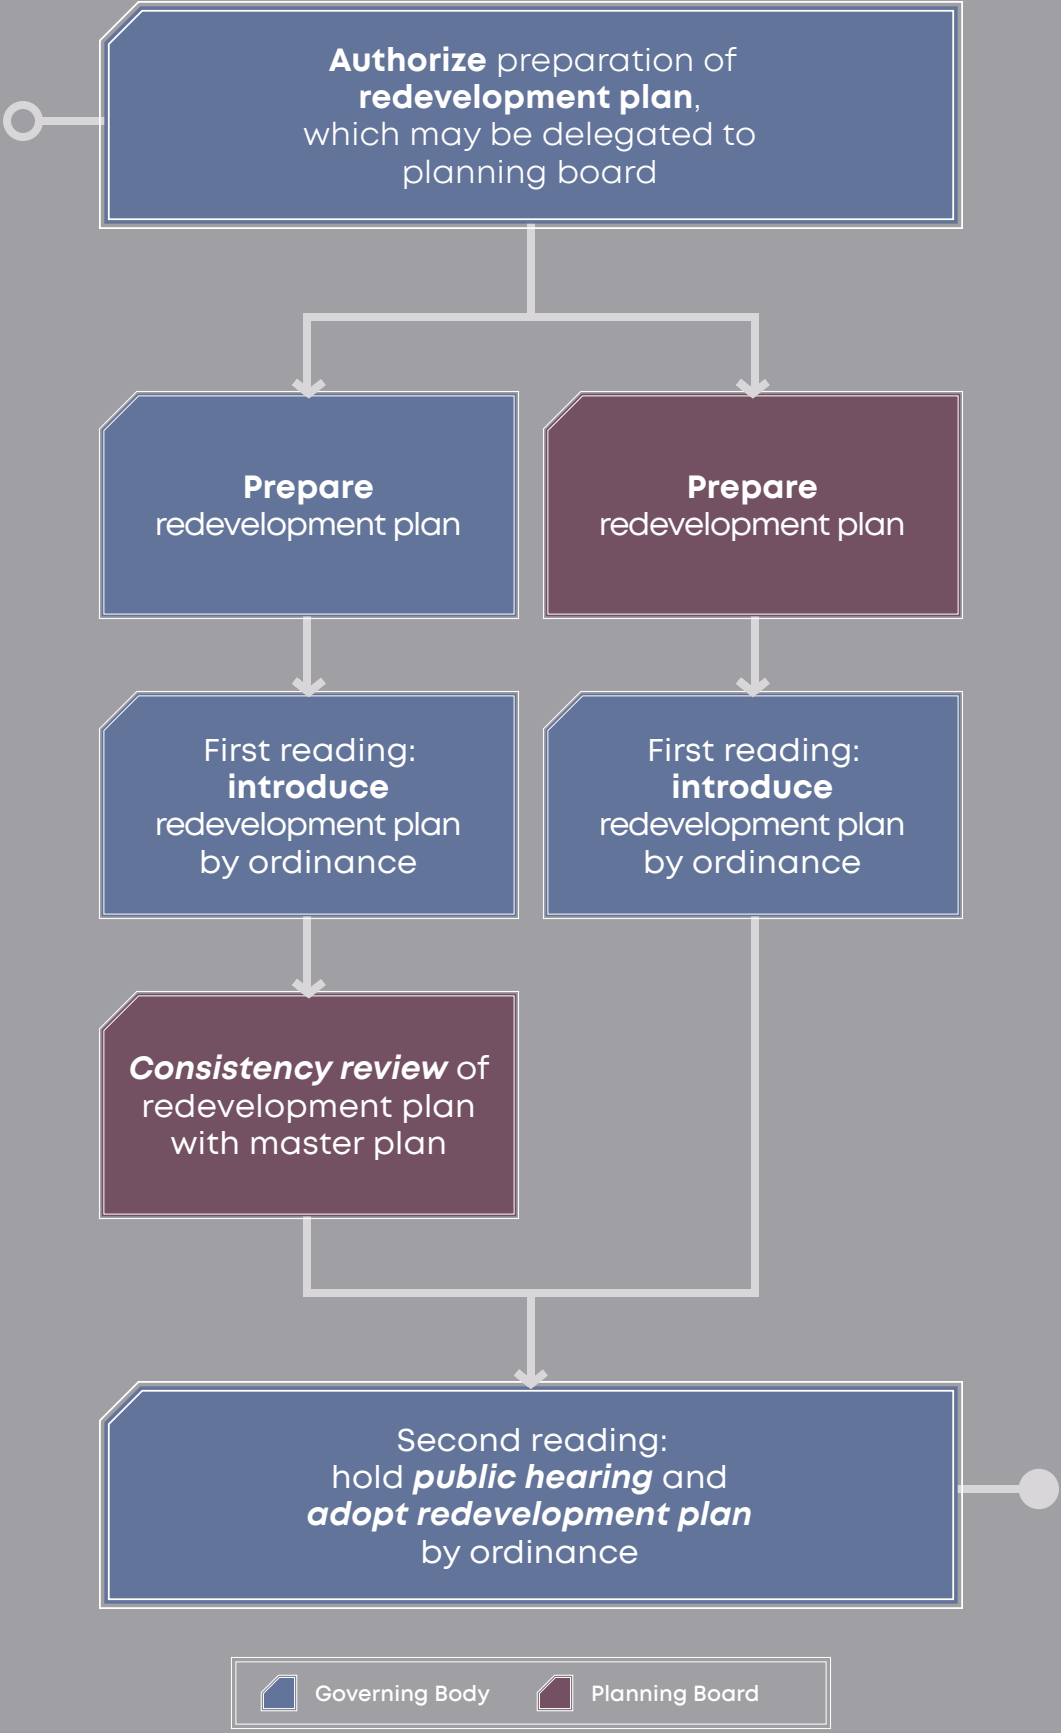 Authorize preparation of
redevelopment plan,
which may be delegated to
planning board
Prepare
redevelopment plan
Prepare
redevelopment plan
First reading:
introduce
redevelopment plan
by ordinance
First reading:
introduce
redevelopment plan
by ordinance
Consistency review of
redevelopment plan
with master plan
Second reading:
hold public hearing and
adopt redevelopment plan
by ordinance
Governing Body
Planning Board